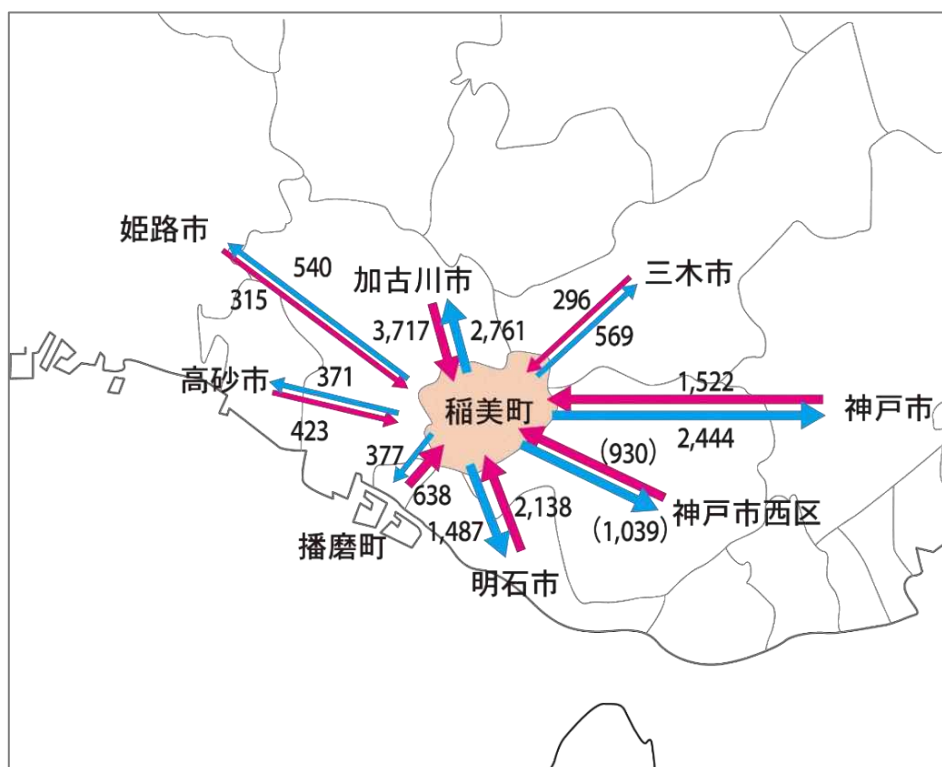 姫路市
540
315
加古川市
3,717
2,761
三木市
296
569
高砂市
371
423
稲美町
1,522
神戸市
2,444
377
638
(930)
神戸市西区
(1,039)
播磨町
1,487
2,138
明石市